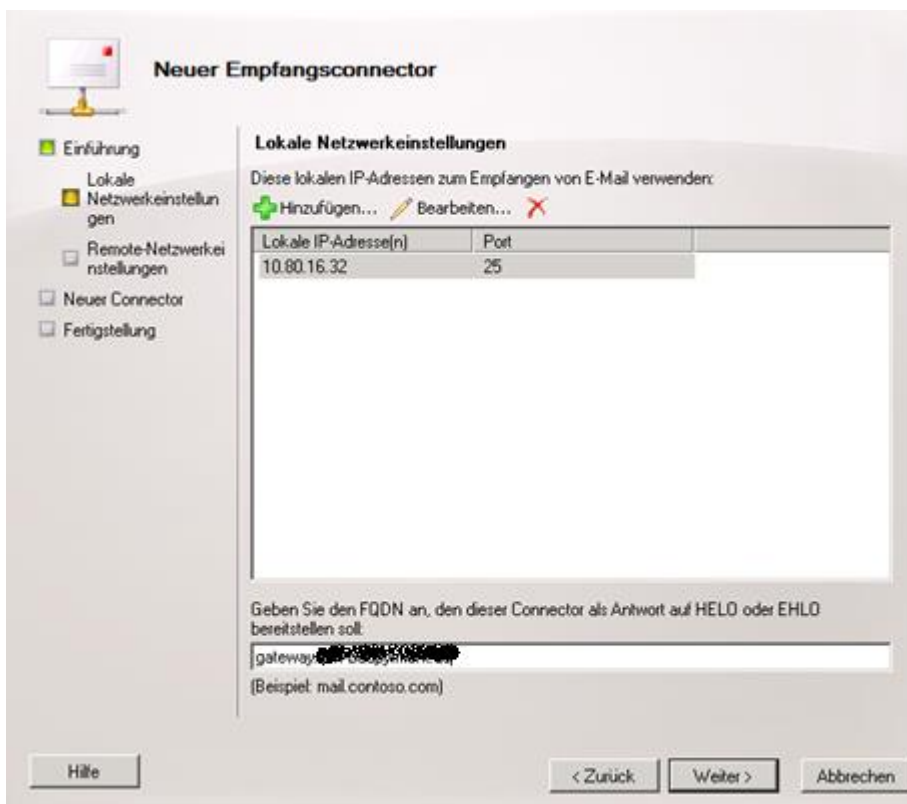 Neuer Empfangsconnector
Einführung
Lokale
Netzwerkeinstellun
gen
Remote-Netzwerkei
nstellungen
Neuer Connector
Fertigstellung
Lokale Netzwerkeinstellungen
Diese lokalen IP-Adressen zum Empfangen von E-Mail verwenden:
Hinzufügen... Bearbeiten...
Lokale IP-Adresse(n) Port
10.80.16.32 25
Geben Sie den FQDN an, den dieser Connector als Antwort auf HELO oder EHLO
bereitstellen soll:
gateway
(Beispiel: mail.contoso.com)
Hilfe < Zurück Weiter > Abbrechen